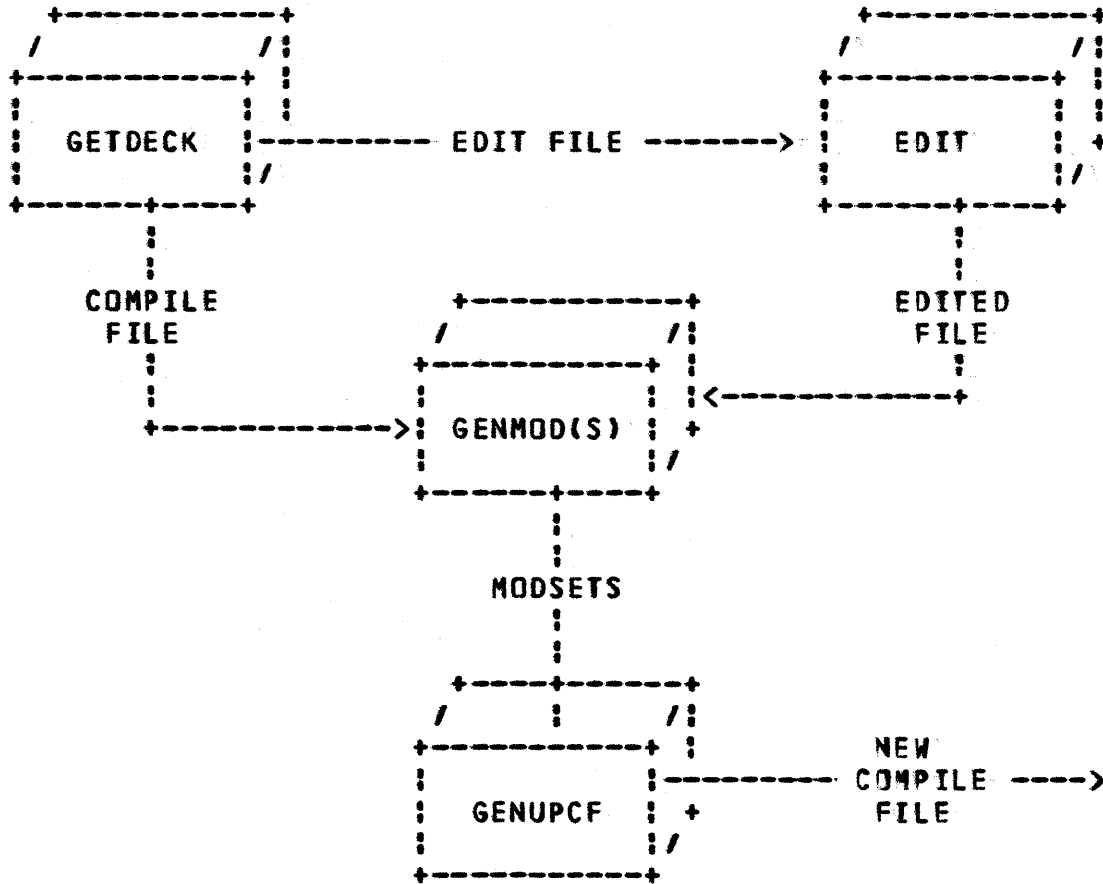 GETDECK
EDIT FILE
EDIT
COMPILE
FILE
EDITED
FILE
GENMOD(S)
MODSETS
GENUPCF
NEW
COMPILE
FILE